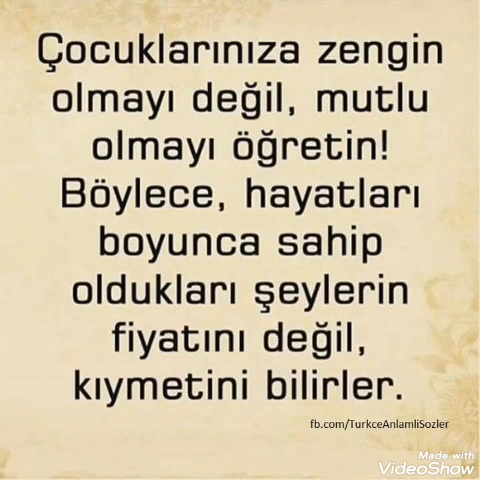 Çocuklarınıza zengin
olmayı değil, mutlu
olmayı öğretin!
Böylece, hayatları
boyunca sahip
oldukları şeylerin
fiyatını değil,
kıymetini bilirler.
fb.com/TurkceAnlamliSozler
Made with
VideoShow